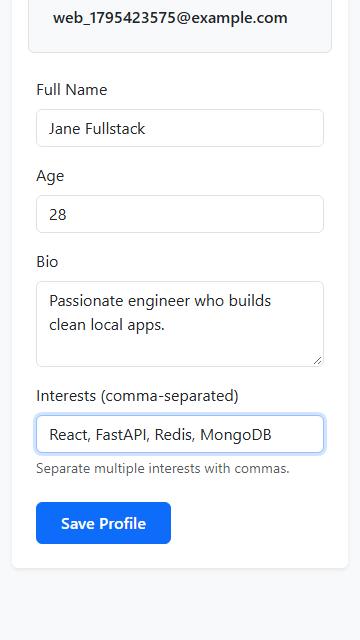 web_1795423575@example.com
Full Name
Jane Fullstack
Age
28
Bio
Passionate engineer who builds
clean local apps.
Interests (comma-separated)
React, FastAPI, Redis, MongoDB
Separate multiple interests with commas.
Save Profile